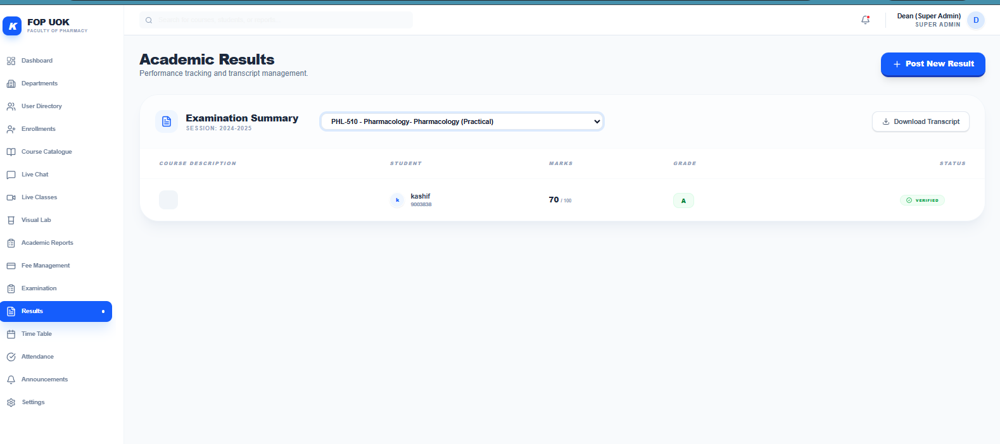 K
FOP UOK
FACULTY OF PHARMACY
Search for courses, students, or reports...
Dean (Super Admin)
SUPER ADMIN
D
Dashboard
Departments
User Directory
Enrollments
Course Catalogue
Live Chat
Live Classes
Visual Lab
Academic Reports
Fee Management
Examination
Results
Time Table
Attendance
Announcements
Settings
Academic Results
Performance tracking and transcript management.
Post New Result
Examination Summary
SESSION: 2024-2025
PHL-510 - Pharmacology- Pharmacology (Practical)
Download Transcript
COURSE DESCRIPTION STUDENT MARKS GRADE STATUS
k kashif 70 / 100 A VERIFIED
9003838